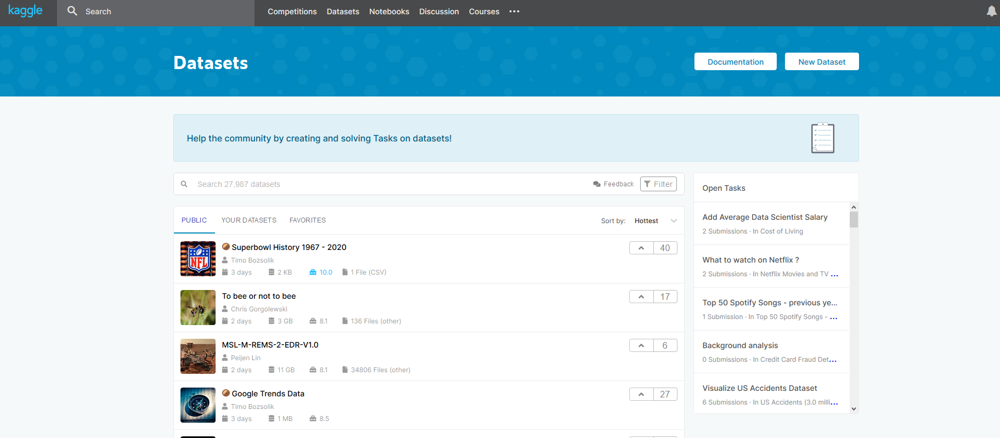 kaggle
Search
Competitions Datasets Notebooks Discussion Courses •••
Datasets
Documentation
New Dataset
Help the community by creating and solving Tasks on datasets!
Search 27,987 datasets
Feedback
Filter
PUBLIC YOUR DATASETS FAVORITES
Sort by: Hottest
Superbowl History 1967 - 2020
Timo Bozsolik
3 days 2 KB 10.0 1 File (CSV)
40
NFL
To bee or not to bee
Chris Gorgolewski
2 days 3 GB 8.1 136 Files (other)
17
MSL-M-REMS-2-EDR-V1.0
Peijen Lin
2 days 11 GB 8.1 34806 Files (other)
6
Google Trends Data
Timo Bozsolik
3 days 1 MB 8.5
27
Open Tasks
Add Average Data Scientist Salary
2 Submissions · In Cost of Living
What to watch on Netflix ?
2 Submissions · In Netflix Movies and TV ...
Top 50 Spotify Songs - previous ye...
1 Submission · In Top 50 Spotify Songs - ...
Background analysis
0 Submissions · In Credit Card Fraud Det...
Visualize US Accidents Dataset
6 Submissions · In US Accidents (3.0 milli...